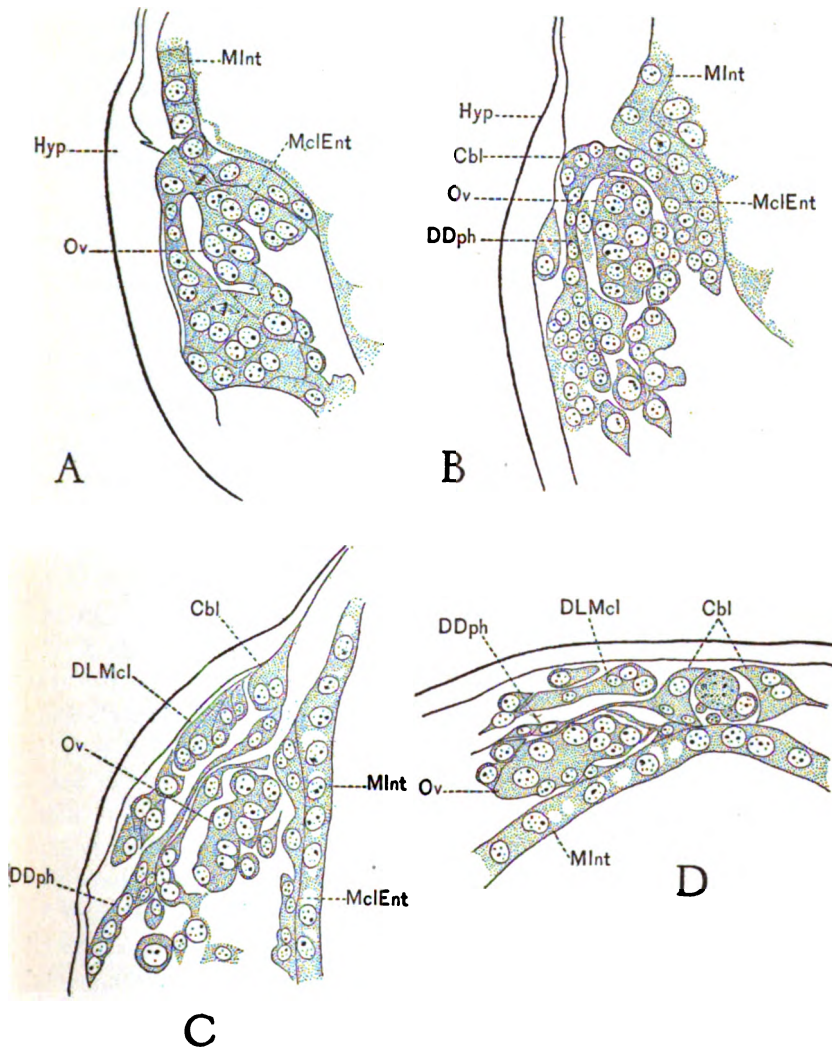 MInt
Hyp
MclEnt
Ov
A
MInt
Hyp
Cbl
Ov
MclEnt
DDph
B
Cbl
DLMcl
Ov
MInt
DDph
MclEnt
C
DLMcl
Cbl
DDph
Ov
MInt
D